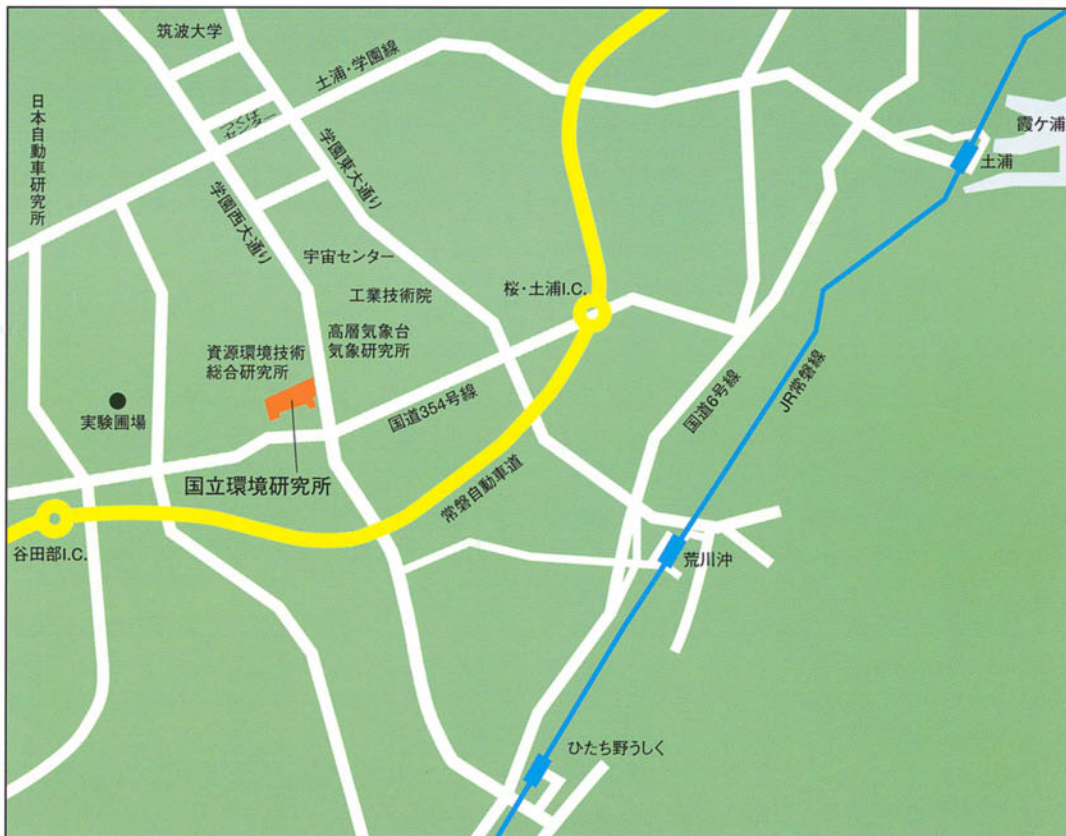 筑波大学
土浦・学園線
日本自動車研究所
つくば
センター
学園東大通り
霞ケ浦
土浦
学園西大通り
宇宙センター
工業技術院
桜・土浦I.C.
高層気象台
気象研究所
資源環境技術
総合研究所
JR常磐線
国道6号線
国道354号線
実験圃場
国立環境研究所
常磐自動車道
谷田部I.C.
荒川沖
ひたち野うしく